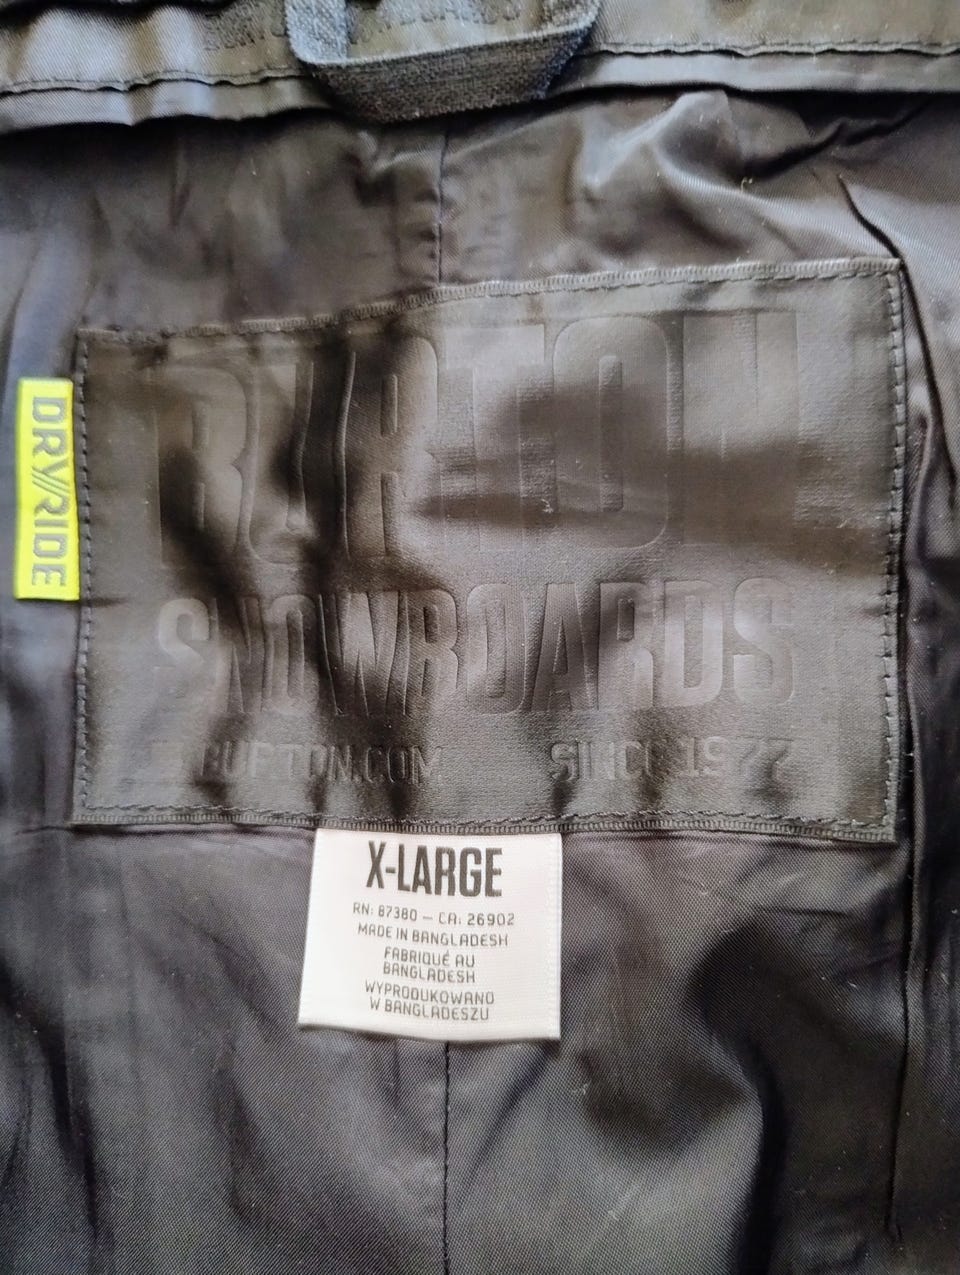 DRY//RIDE
BURTON
SNOWBOARDS
BURTON.COM SINCE 1977
X-LARGE
RN: 87380 — CA: 26902
MADE IN BANGLADESH
FABRIQUÉ AU
BANGLADESH
WYPRODUKOWANO
W BANGLADESZU